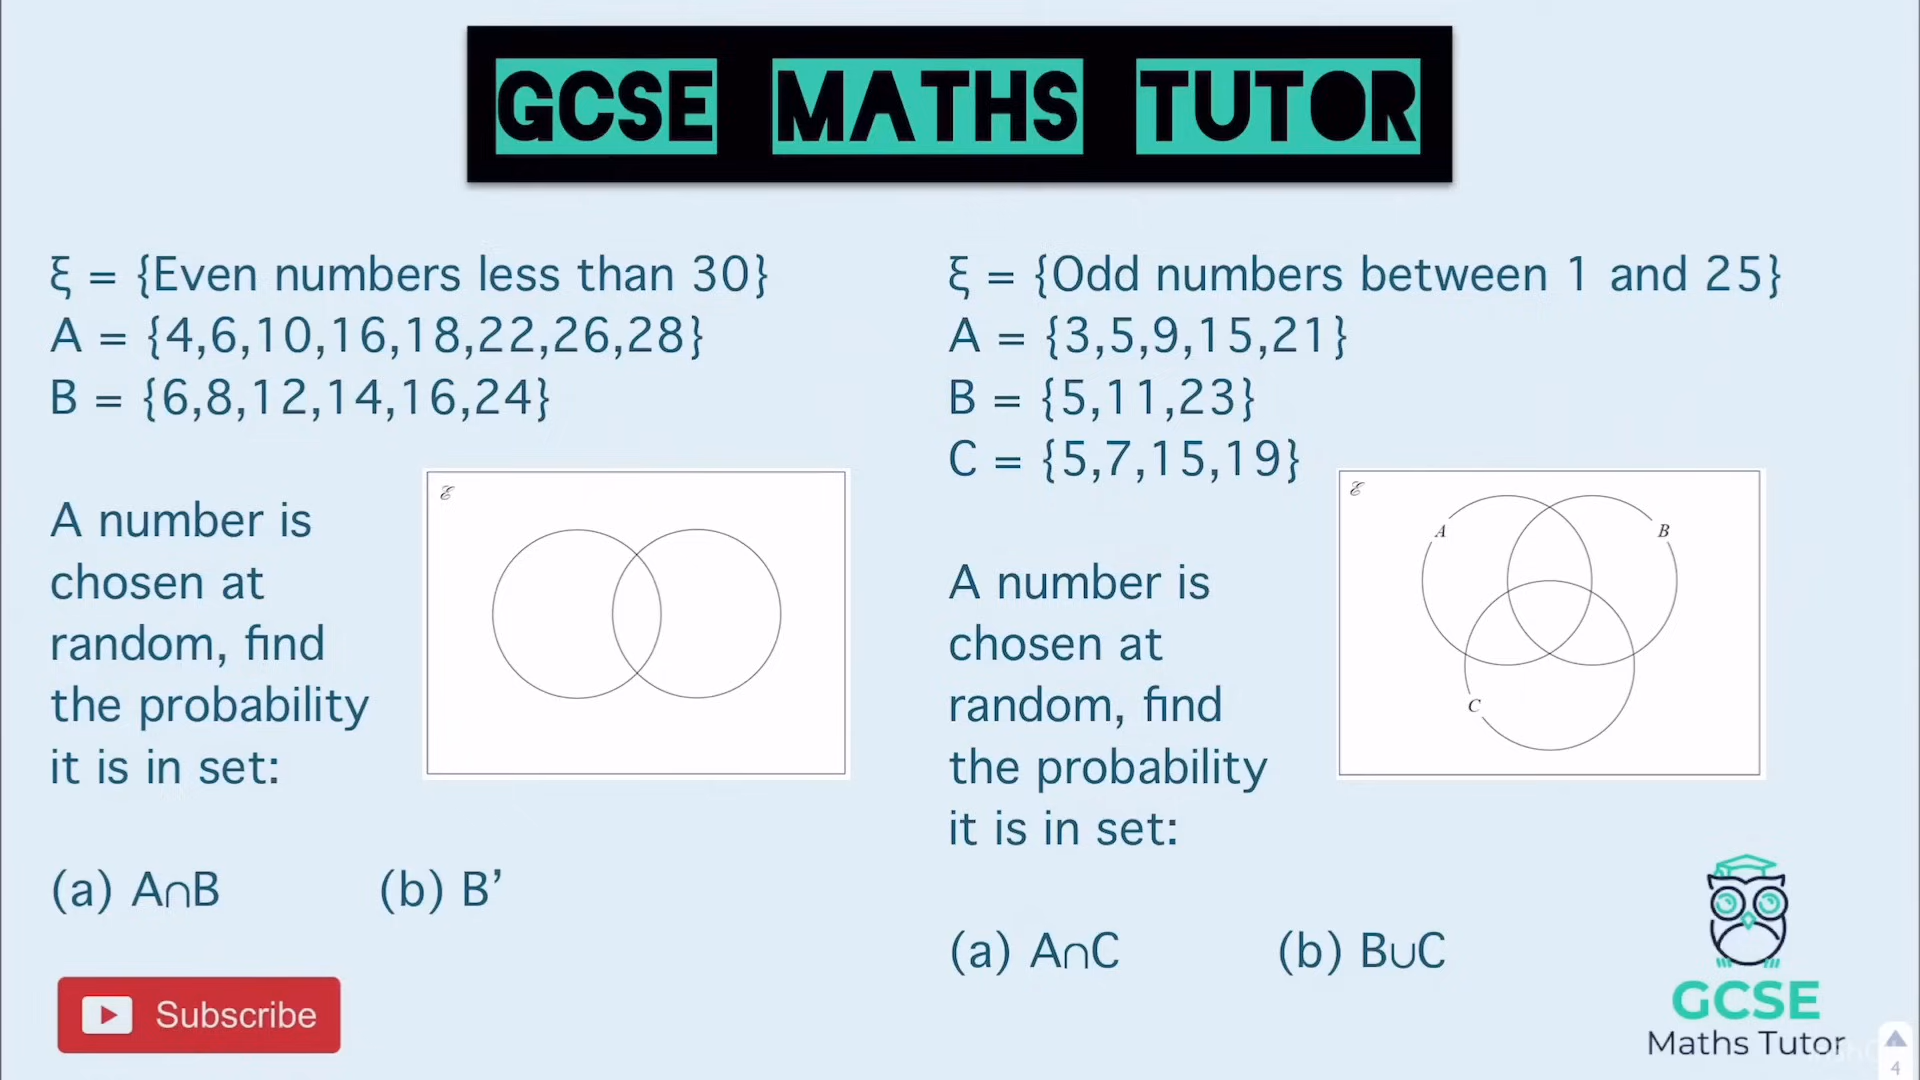 GCSE MATHS TUTOR
ξ = {Even numbers less than 30}
A = {4,6,10,16,18,22,26,28}
B = {6,8,12,14,16,24}
A number is
chosen at
random, find
the probability
it is in set:
(a) A∩B (b) B’
ℰ
Subscribe
ξ = {Odd numbers between 1 and 25}
A = {3,5,9,15,21}
B = {5,11,23}
C = {5,7,15,19}
A number is
chosen at
random, find
the probability
it is in set:
(a) A∩C (b) B∪C
ℰ
A
B
C
GCSE
Maths Tutor
4